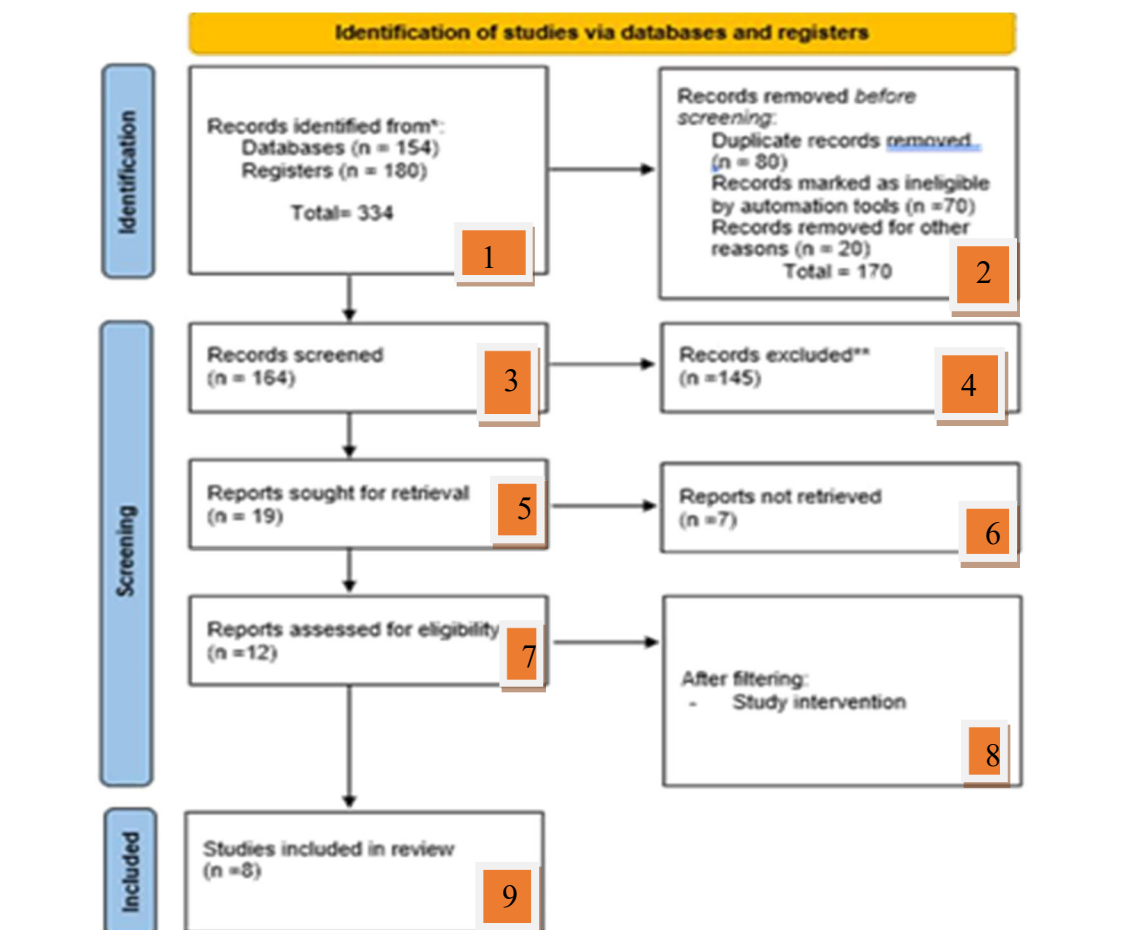 Identification of studies via databases and registers
Identification
Records identified from*:
Databases (n = 154)
Registers (n = 180)
Total= 334
1
Records removed before
screening:
Duplicate records removed
(n = 80)
Records marked as ineligible
by automation tools (n =70)
Records removed for other
reasons (n = 20)
Total = 170
2
Screening
Records screened
(n = 164)
3
Records excluded**
(n =145)
4
Reports sought for retrieval
(n = 19)
5
Reports not retrieved
(n =7)
6
Reports assessed for eligibility
(n =12)
7
After filtering:
- Study intervention
8
Included
Studies included in review
(n =8)
9